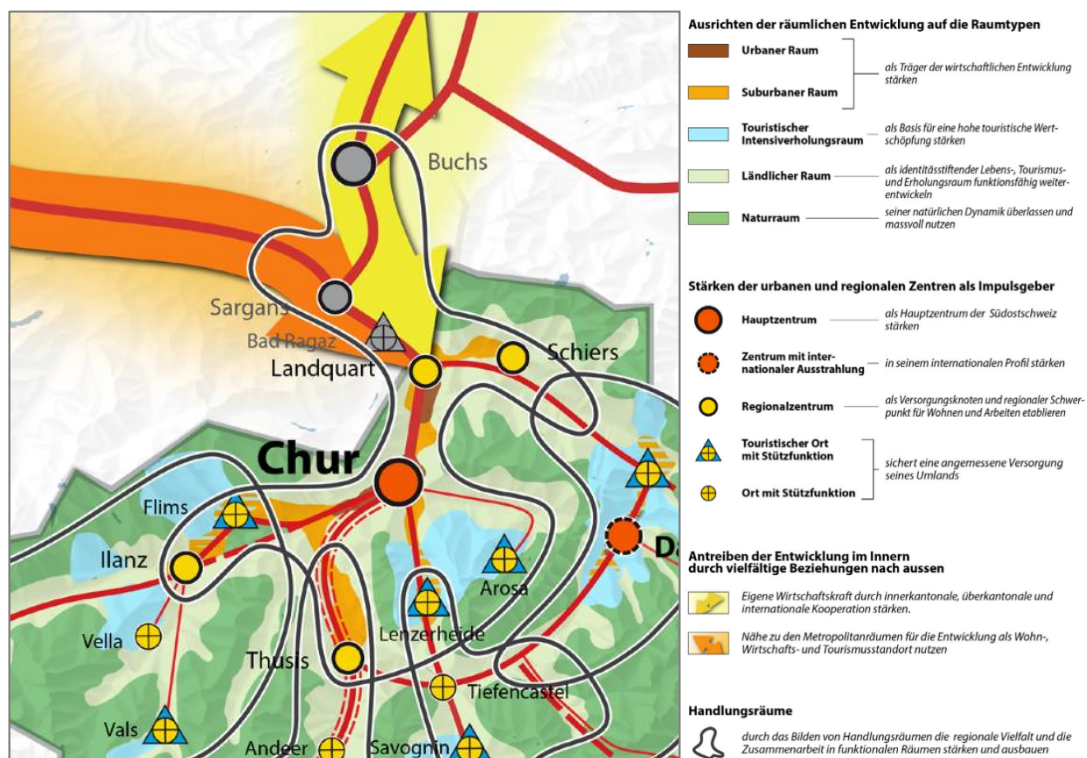 Buchs
Sargans
Bad Ragaz
Landquart
Schiers
Chur
Flims
Ilanz
Arosa
Da
Vella
Lenzerheide
Thusis
Tiefencastel
Vals
Andeer
Savognin
Ausrichten der räumlichen Entwicklung auf die Raumtypen
Urbaner Raum
Suburbaner Raum
als Träger der wirtschaftlichen Entwicklung
stärken
Touristischer
Intensiverholungsraum
als Basis für eine hohe touristische Wert-
schöpfung stärken
Ländlicher Raum
als identitätsstiftender Lebens-, Tourismus-
und Erholungsraum funktionsfähig weiter-
entwickeln
Naturraum
seiner natürlichen Dynamik überlassen und
massvoll nutzen
Stärken der urbanen und regionalen Zentren als Impulsgeber
Hauptzentrum
als Hauptzentrum der Südostschweiz
stärken
Zentrum mit inter-
nationaler Ausstrahlung
in seinem internationalen Profil stärken
Regionalzentrum
als Versorgungsknoten und regionaler Schwer-
punkt für Wohnen und Arbeiten etablieren
Touristischer Ort
mit Stützfunktion
Ort mit Stützfunktion
sichert eine angemessene Versorgung
seines Umlands
Antreiben der Entwicklung im Innern
durch vielfältige Beziehungen nach aussen
Eigene Wirtschaftskraft durch innerkantonale, überkantonale und
internationale Kooperation stärken.
Nähe zu den Metropolitanräumen für die Entwicklung als Wohn-,
Wirtschafts- und Tourismusstandort nutzen
Handlungsräume
durch das Bilden von Handlungsräumen die regionale Vielfalt und die
Zusammenarbeit in funktionalen Räumen stärken und ausbauen